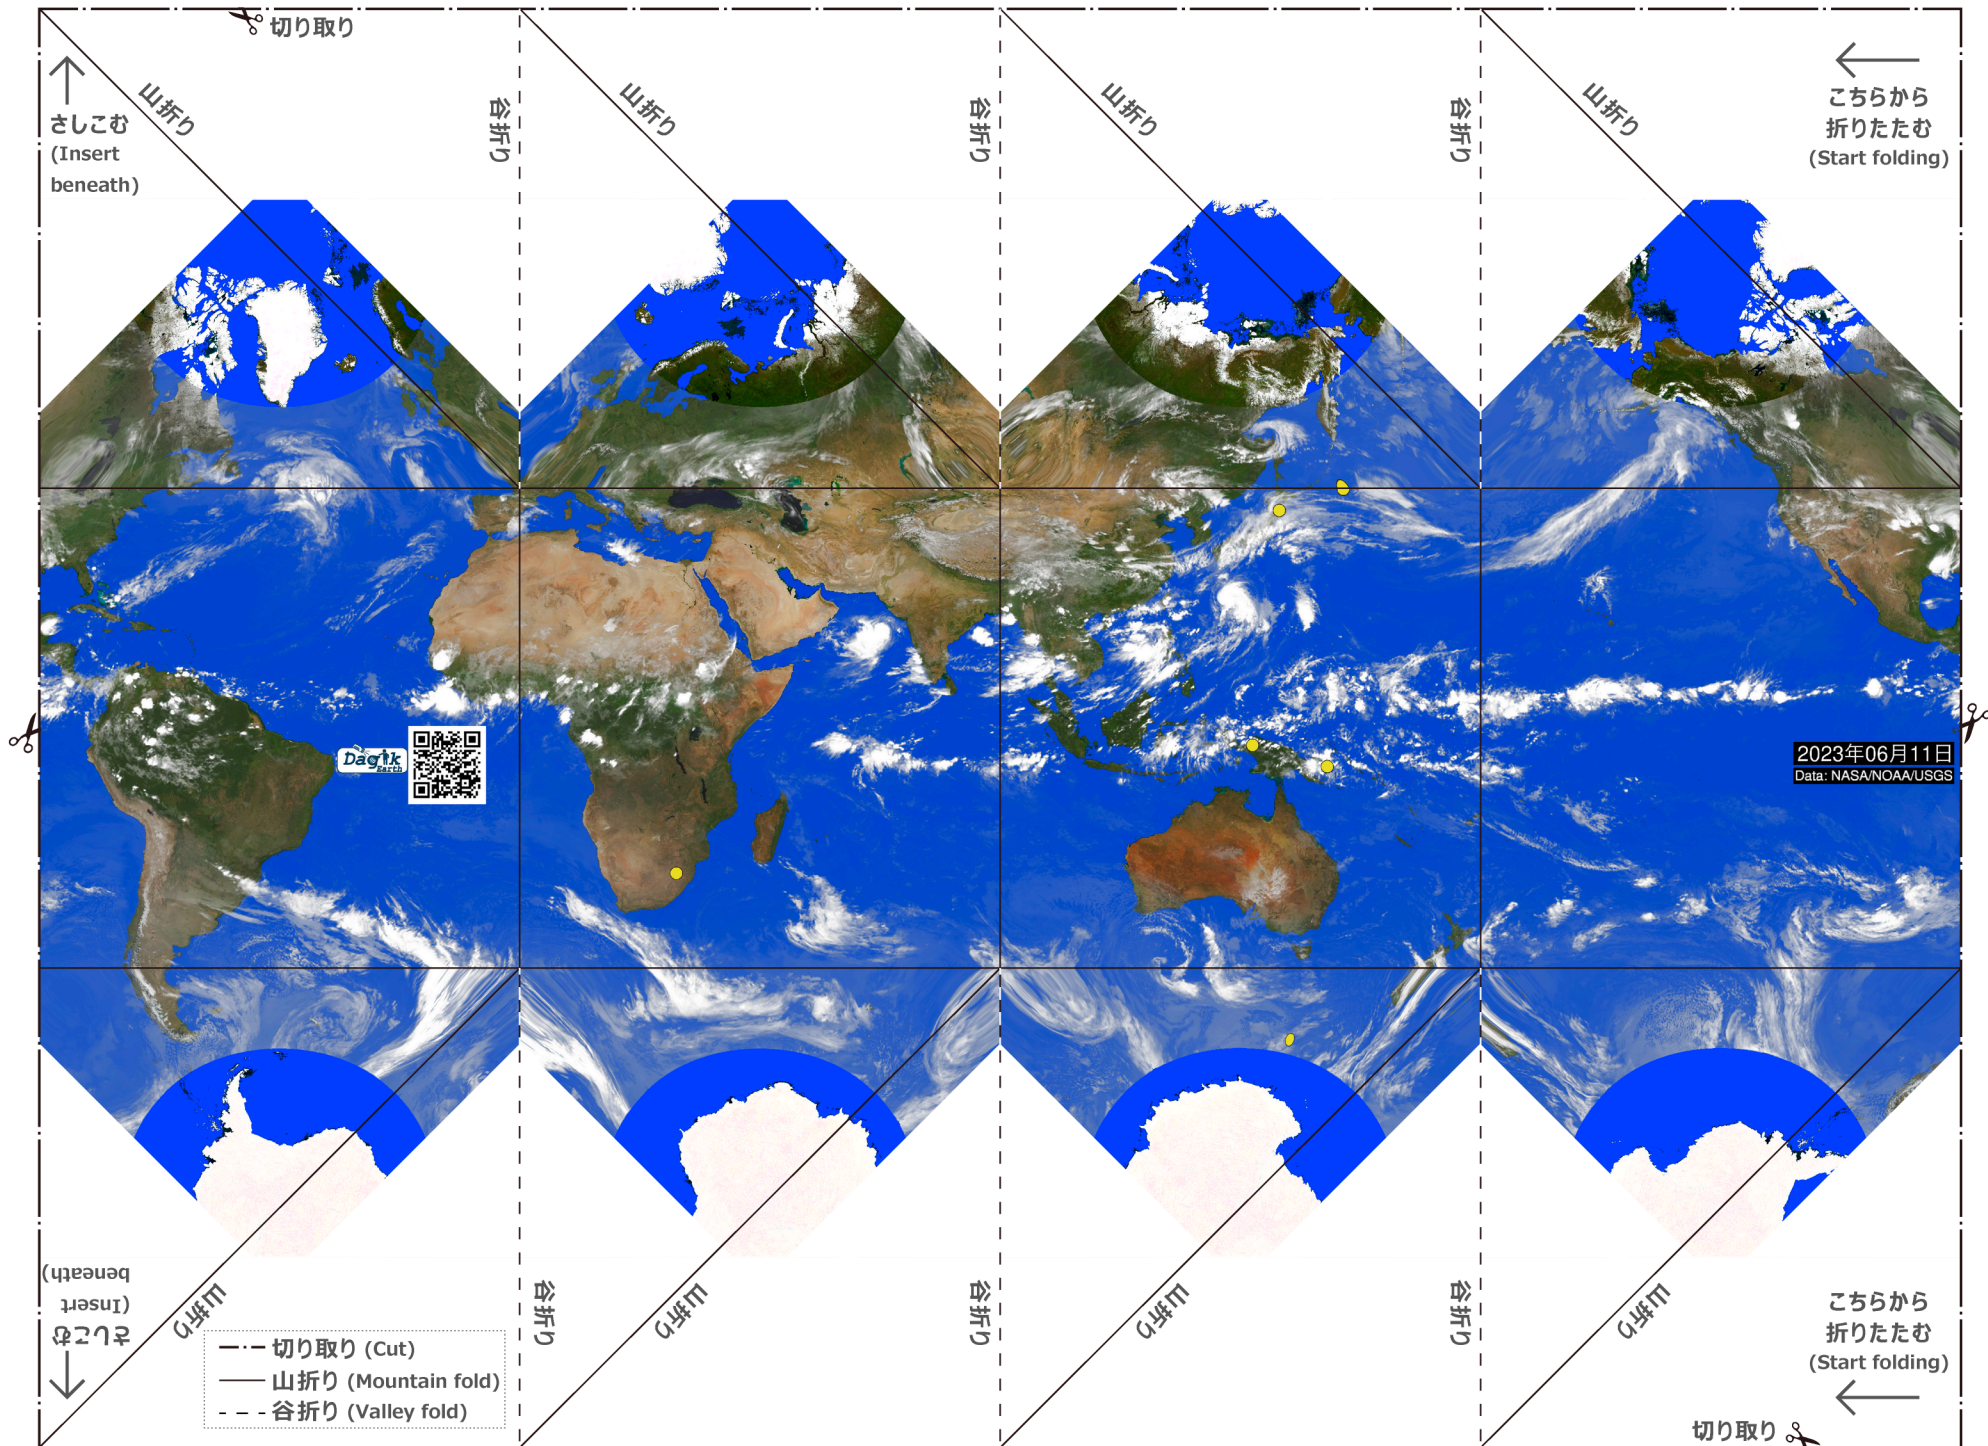 切り取り
山折り
谷折り
山折り
谷折り
山折り
谷折り
山折り
さしこむ
(Insert
beneath)
こちらから
折りたたむ
(Start folding)
Dagik
Earth
2023年06月11日
Data: NASA/NOAA/USGS
さしこむ
(Insert
beneath)
山折り
谷折り
山折り
谷折り
山折り
谷折り
山折り
こちらから
折りたたむ
(Start folding)
切り取り (Cut)
山折り (Mountain fold)
谷折り (Valley fold)
切り取り